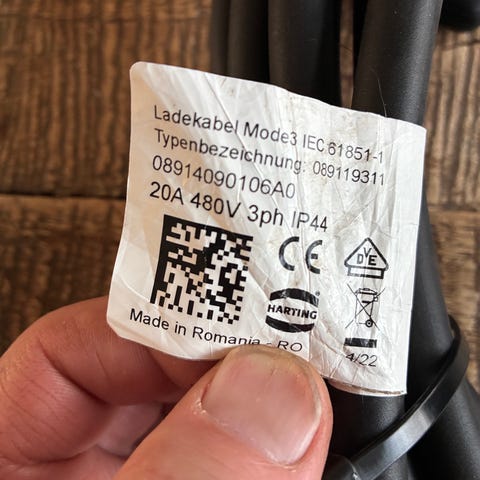 Ladekabel Mode3 IEC 61851-1
Typenbezeichnung: 089119311
08914090106A0
20A 480V 3ph IP44
CE
DVE
HARTING
Made in Romania - RO
4/22